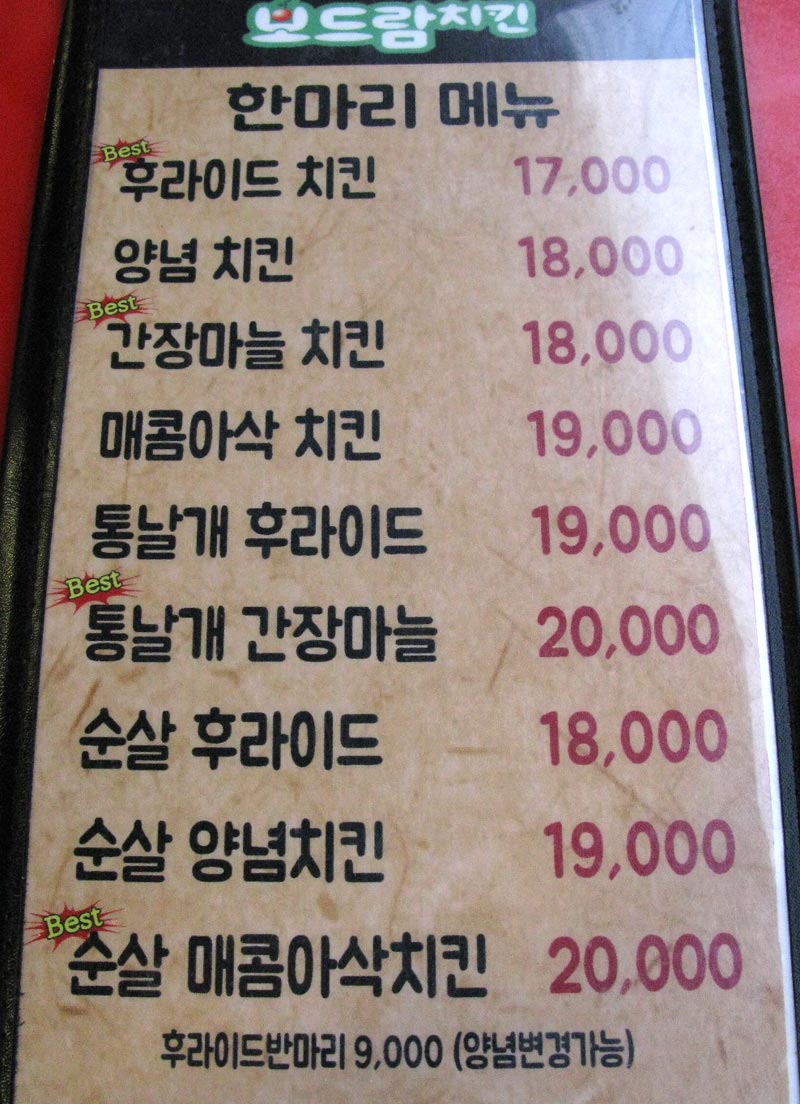 보드람치킨
한마리 메뉴
Best
후라이드 치킨 17,000
양념 치킨 18,000
Best
간장마늘 치킨 18,000
매콤아삭 치킨 19,000
통날개 후라이드 19,000
Best
통날개 간장마늘 20,000
순살 후라이드 18,000
순살 양념치킨 19,000
Best
순살 매콤아삭치킨 20,000
후라이드반마리 9,000 (양념변경가능)